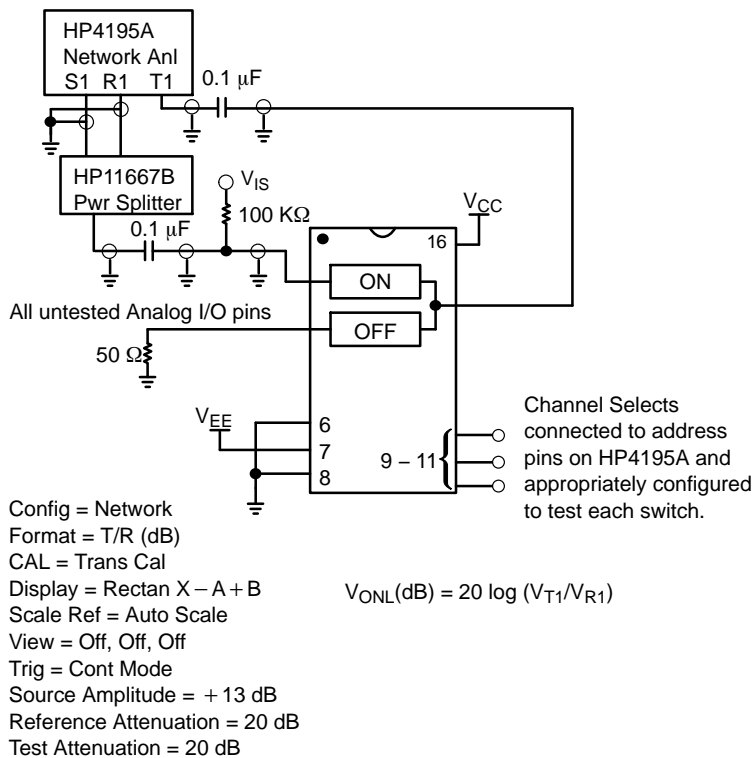 HP4195A
Network Anl
S1 R1 T1
0.1 μF
HP11667B
Pwr Splitter
V_IS
100 KΩ
0.1 μF
V_CC
16
ON
OFF
All untested Analog I/O pins
50 Ω
V_EE
6
7
8
9 – 11
Channel Selects
connected to address
pins on HP4195A and
appropriately configured
to test each switch.
Config = Network
Format = T/R (dB)
CAL = Trans Cal
Display = Rectan X – A + B
Scale Ref = Auto Scale
View = Off, Off, Off
Trig = Cont Mode
Source Amplitude = + 13 dB
Reference Attenuation = 20 dB
Test Attenuation = 20 dB
V_ONL(dB) = 20 log (V_T1/V_R1)